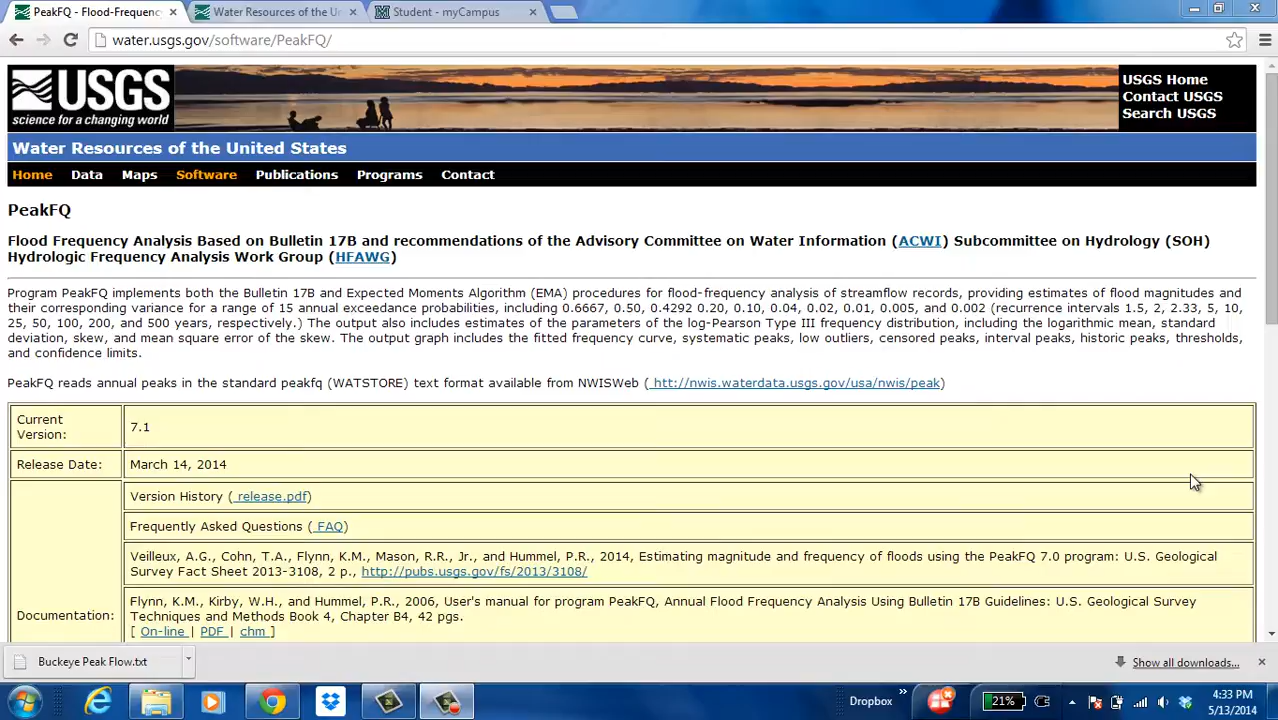 PeakFQ - Flood-Frequenc
Water Resources of the Un
Student - myCampus
water.usgs.gov/software/PeakFQ/
USGS
science for a changing world
USGS Home
Contact USGS
Search USGS
Water Resources of the United States
Home Data Maps Software Publications Programs Contact
PeakFQ
Flood Frequency Analysis Based on Bulletin 17B and recommendations of the Advisory Committee on Water Information (ACWI) Subcommittee on Hydrology (SOH)
Hydrologic Frequency Analysis Work Group (HFAWG)
Program PeakFQ implements both the Bulletin 17B and Expected Moments Algorithm (EMA) procedures for flood-frequency analysis of streamflow records, providing estimates of flood magnitudes and
their corresponding variance for a range of 15 annual exceedance probabilities, including 0.6667, 0.50, 0.4292 0.20, 0.10, 0.04, 0.02, 0.01, 0.005, and 0.002 (recurrence intervals 1.5, 2, 2.33, 5, 10,
25, 50, 100, 200, and 500 years, respectively.) The output also includes estimates of the parameters of the log-Pearson Type III frequency distribution, including the logarithmic mean, standard
deviation, skew, and mean square error of the skew. The output graph includes the fitted frequency curve, systematic peaks, low outliers, censored peaks, interval peaks, historic peaks, thresholds,
and confidence limits.
PeakFQ reads annual peaks in the standard peakfq (WATSTORE) text format available from NWISWeb ( htt://nwis.waterdata.usgs.gov/usa/nwis/peak)
Current
Version:
7.1
Release Date:
March 14, 2014
Version History ( release.pdf)
Frequently Asked Questions ( FAQ)
Veilleux, A.G., Cohn, T.A., Flynn, K.M., Mason, R.R., Jr., and Hummel, P.R., 2014, Estimating magnitude and frequency of floods using the PeakFQ 7.0 program: U.S. Geological
Survey Fact Sheet 2013-3108, 2 p., http://pubs.usgs.gov/fs/2013/3108/
Documentation:
Flynn, K.M., Kirby, W.H., and Hummel, P.R., 2006, User's manual for program PeakFQ, Annual Flood Frequency Analysis Using Bulletin 17B Guidelines: U.S. Geological Survey
Techniques and Methods Book 4, Chapter B4, 42 pgs.
[ On-line | PDF | chm ]
Buckeye Peak Flow.txt
Show all downloads...
Dropbox
21%
4:33 PM
5/13/2014